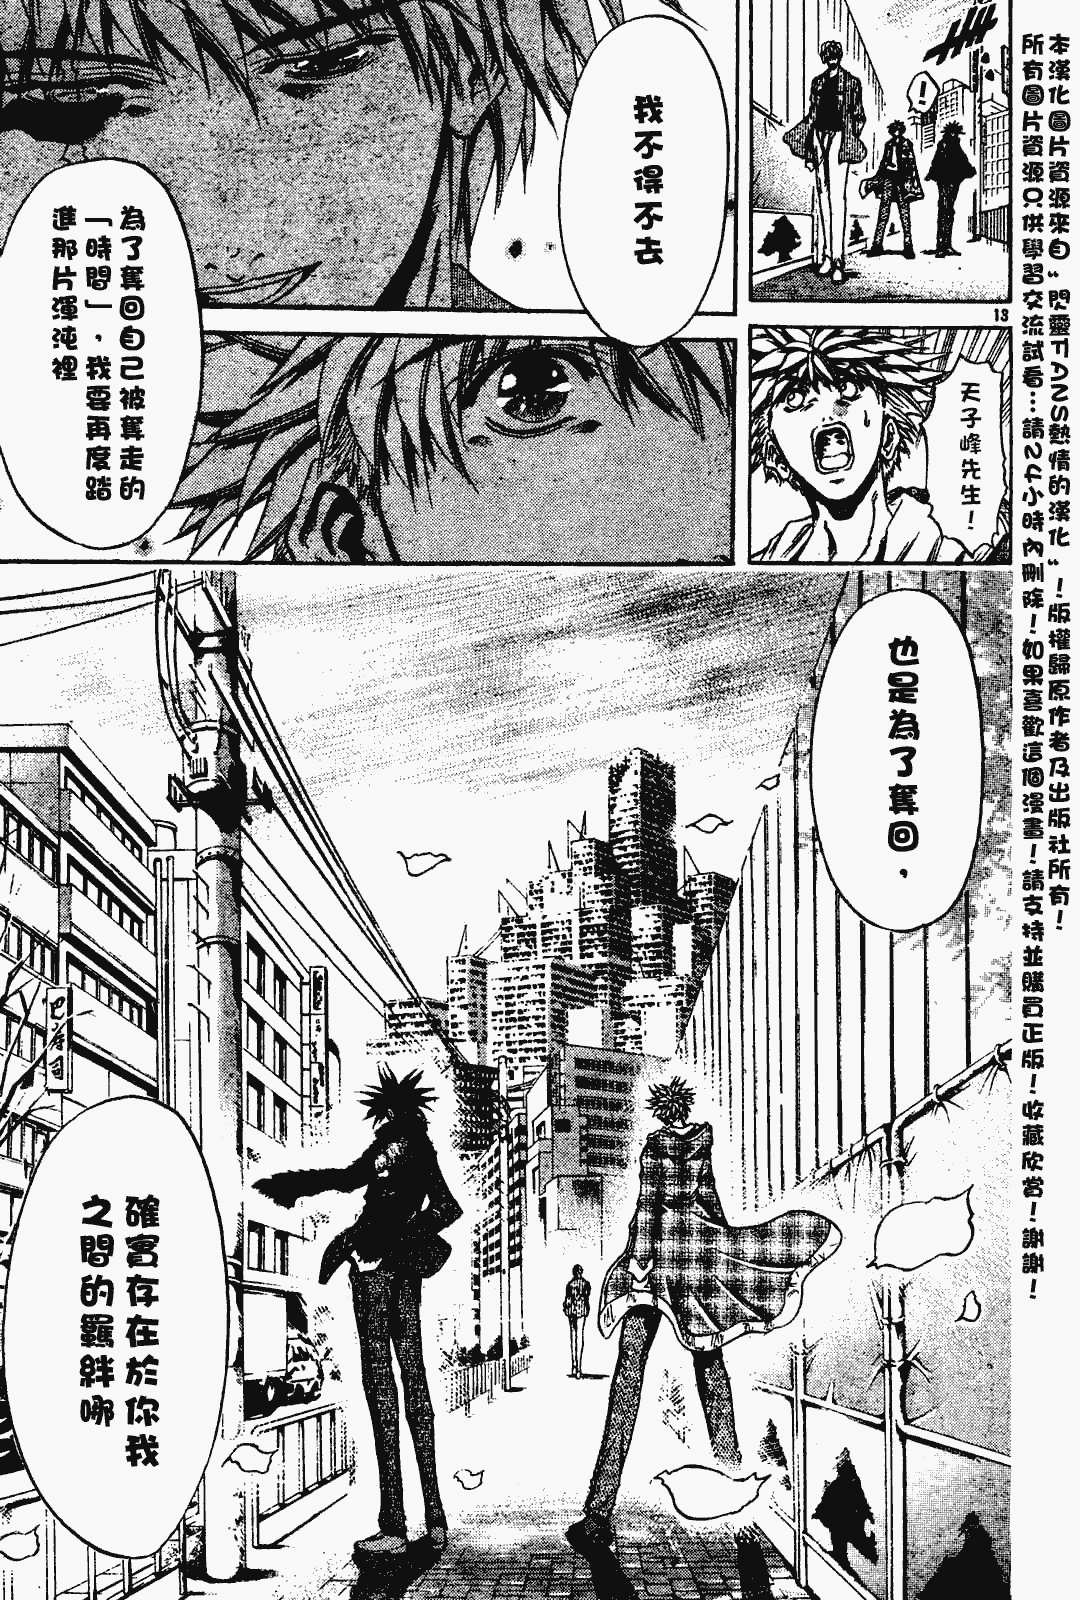 本漢化圖片資源來自"閃靈FANS熱情的漢化"！版權歸原作者及出版社所有！
所有圖片資源只供學習交流試看…請24小時內刪除！如果喜歡這個漫畫！請支持並購買正版！收藏欣賞！謝謝！
！
13
天子峰先生！
我不得不去
為了奪回自己被奪走的
「時間」，我要再度踏
進那片渾沌裡
也是為了奪回，
確實存在於你我
之間的羈絆哪